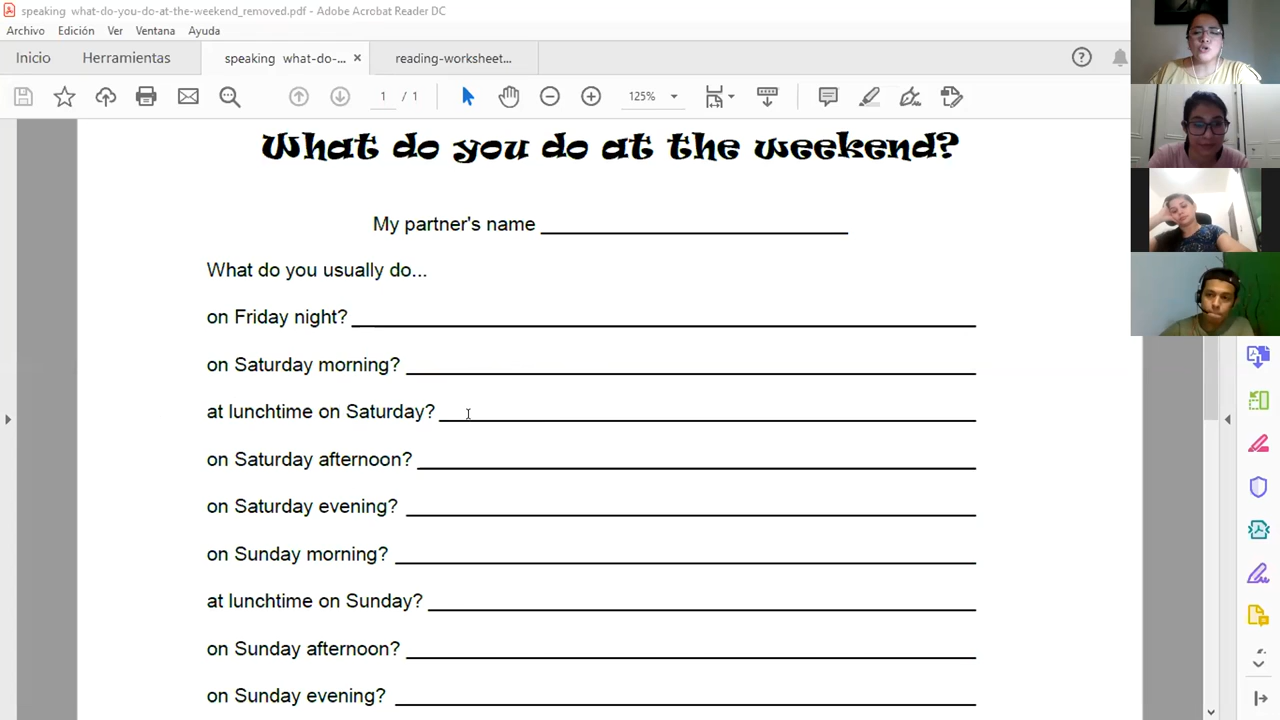 speaking what-do-you-do-at-the-weekend_removed.pdf - Adobe Acrobat Reader DC
Archivo Edición Ver Ventana Ayuda
Inicio Herramientas speaking what-do-... × reading-worksheet...
1 / 1 125%
What do you do at the weekend?
My partner's name
What do you usually do...
on Friday night?
on Saturday morning?
at lunchtime on Saturday?
on Saturday afternoon?
on Saturday evening?
on Sunday morning?
at lunchtime on Sunday?
on Sunday afternoon?
on Sunday evening?